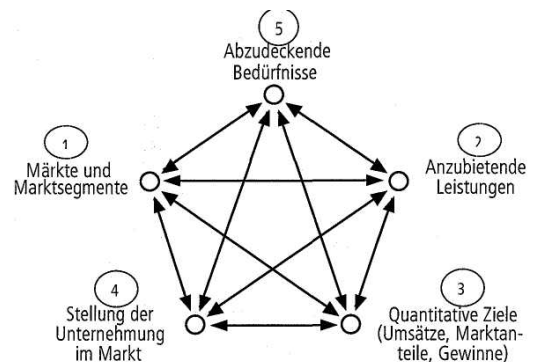 5
Abzudeckende
Bedürfnisse
1
Märkte und
Marktsegmente
2
Anzubietende
Leistungen
4
Stellung der
Unternehmung
im Markt
3
Quantitative Ziele
(Umsätze, Marktan-
teile, Gewinne)